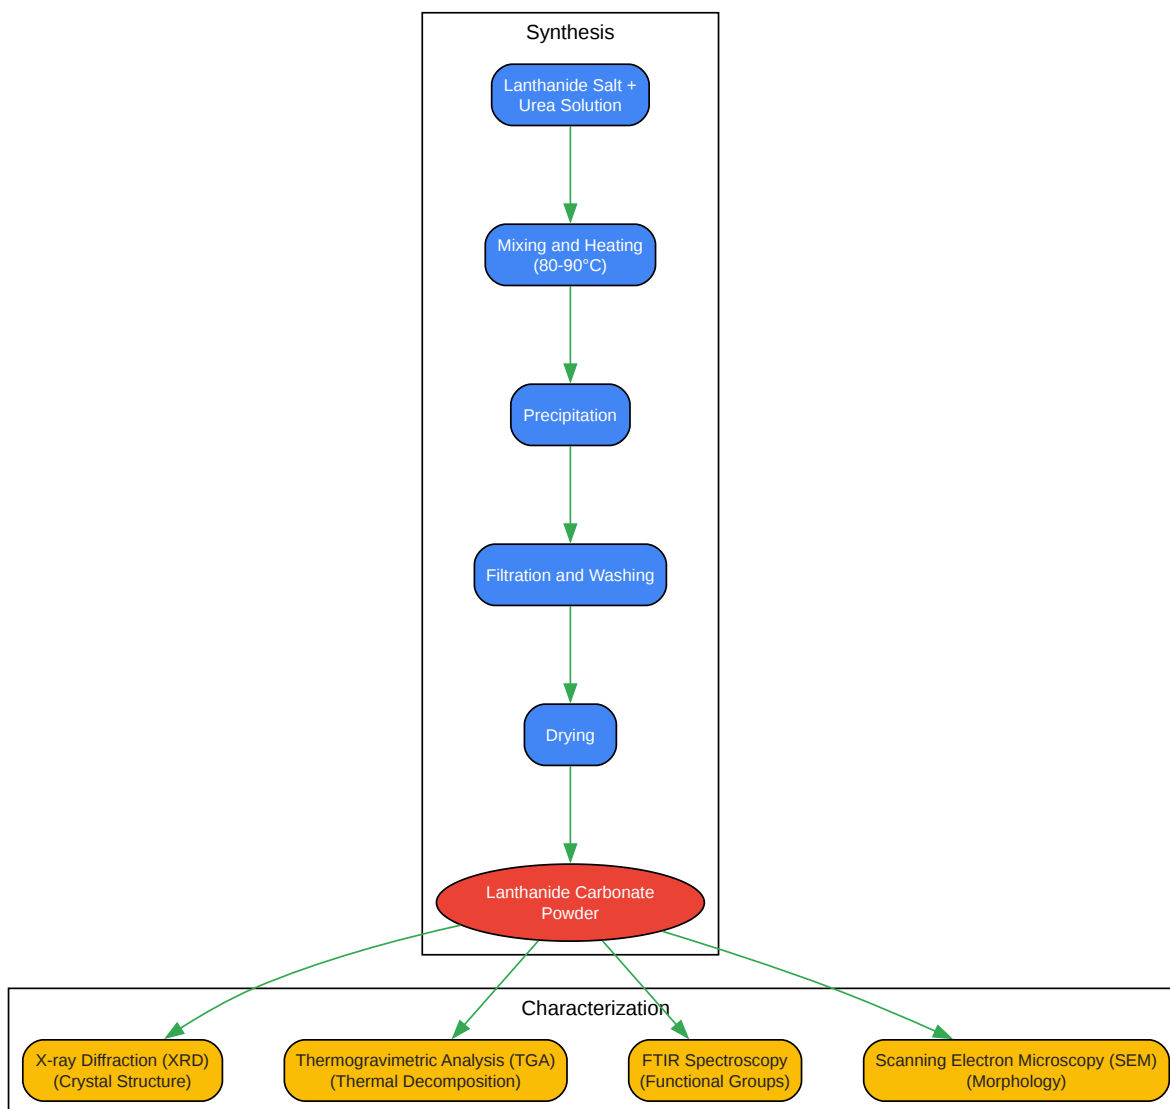 Synthesis
Lanthanide Salt +
Urea Solution
Mixing and Heating
(80-90°C)
Precipitation
Filtration and Washing
Drying
Lanthanide Carbonate
Powder
Characterization
X-ray Diffraction (XRD)
(Crystal Structure)
Thermogravimetric Analysis (TGA)
(Thermal Decomposition)
FTIR Spectroscopy
(Functional Groups)
Scanning Electron Microscopy (SEM)
(Morphology)